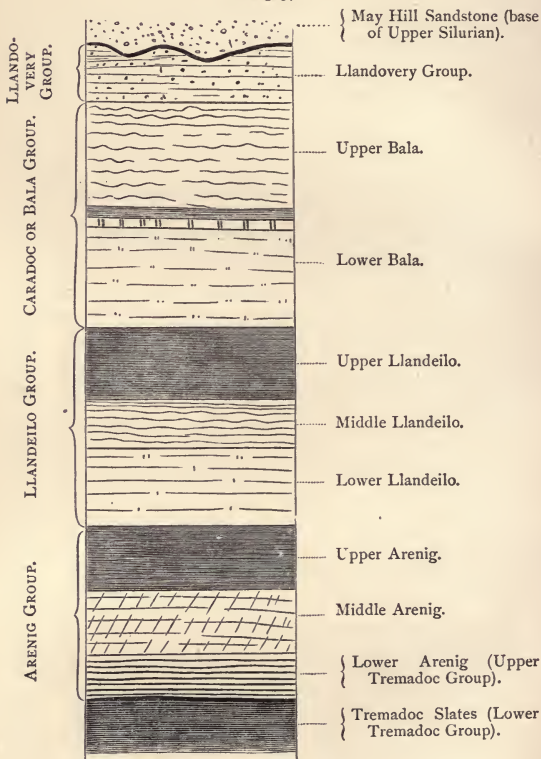 May Hill Sandstone (base
of Upper Silurian).
LLANDO-
VERY
GROUP.
Llandovery Group.
CARADOC OR BALA GROUP.
Upper Bala.
Lower Bala.
LLANDEILO GROUP.
Upper Llandeilo.
Middle Llandeilo.
Lower Llandeilo.
ARENIG GROUP.
Upper Arenig.
Middle Arenig.
Lower Arenig (Upper
Tremadoc Group).
Tremadoc Slates (Lower
Tremadoc Group).